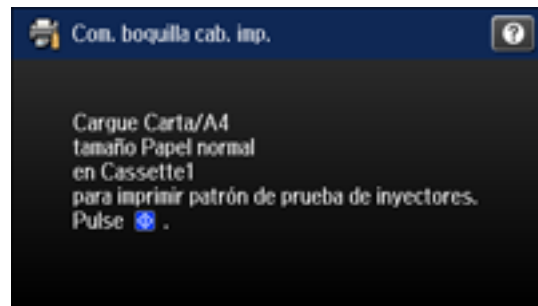 Com. boquilla cab. imp.
Cargue Carta/A4
tamaño Papel normal
en Cassette1
para imprimir patrón de prueba de inyectores.
Pulse .